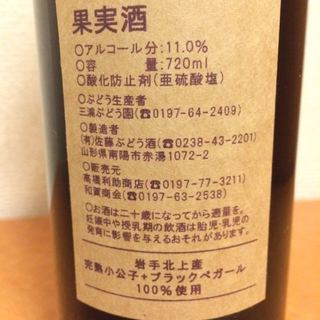 果実酒
○アルコール分:11.0%
○容 量:720ml
○酸化防止剤(亜硫酸塩)
○ぶどう生産者
三浦ぶどう園(☎0197-64-2409)
○製造者
(有)佐藤ぶどう酒(☎0238-43-2201)
山形県南陽市赤湯1072-2
○販売元
高橋利助商店(☎0197-77-3211)
和賀商会(☎0197-63-2538)
○お酒は二十歳になってから適量を。
妊娠中や授乳期の飲酒は胎児・乳児の
発育に影響を与えるおそれがあります。
岩手北上産
完熟小公子+ブラックペガール
100%使用